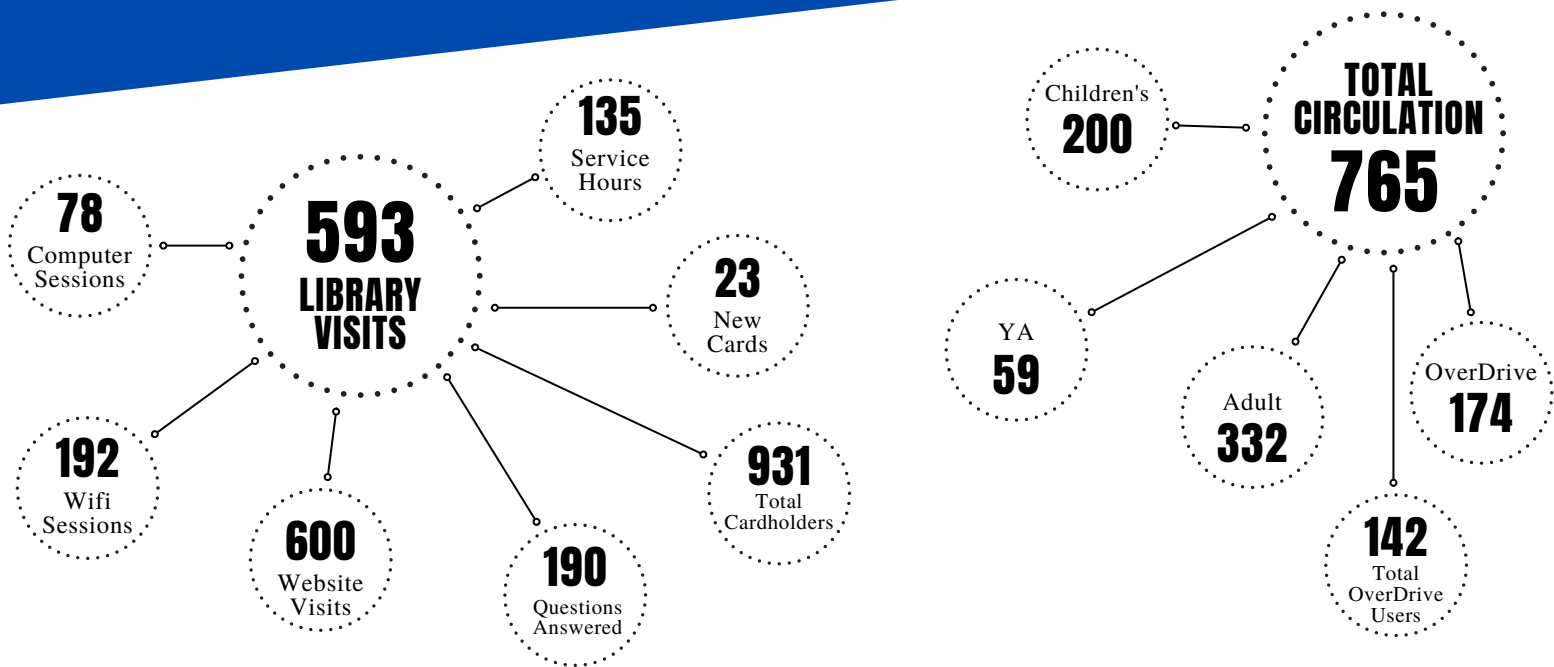 593
LIBRARY
VISITS
135
Service
Hours
78
Computer
Sessions
23
New
Cards
192
Wifi
Sessions
931
Total
Cardholders
600
Website
Visits
190
Questions
Answered
TOTAL
CIRCULATION
765
Children's
200
YA
59
Adult
332
OverDrive
174
142
Total
OverDrive
Users